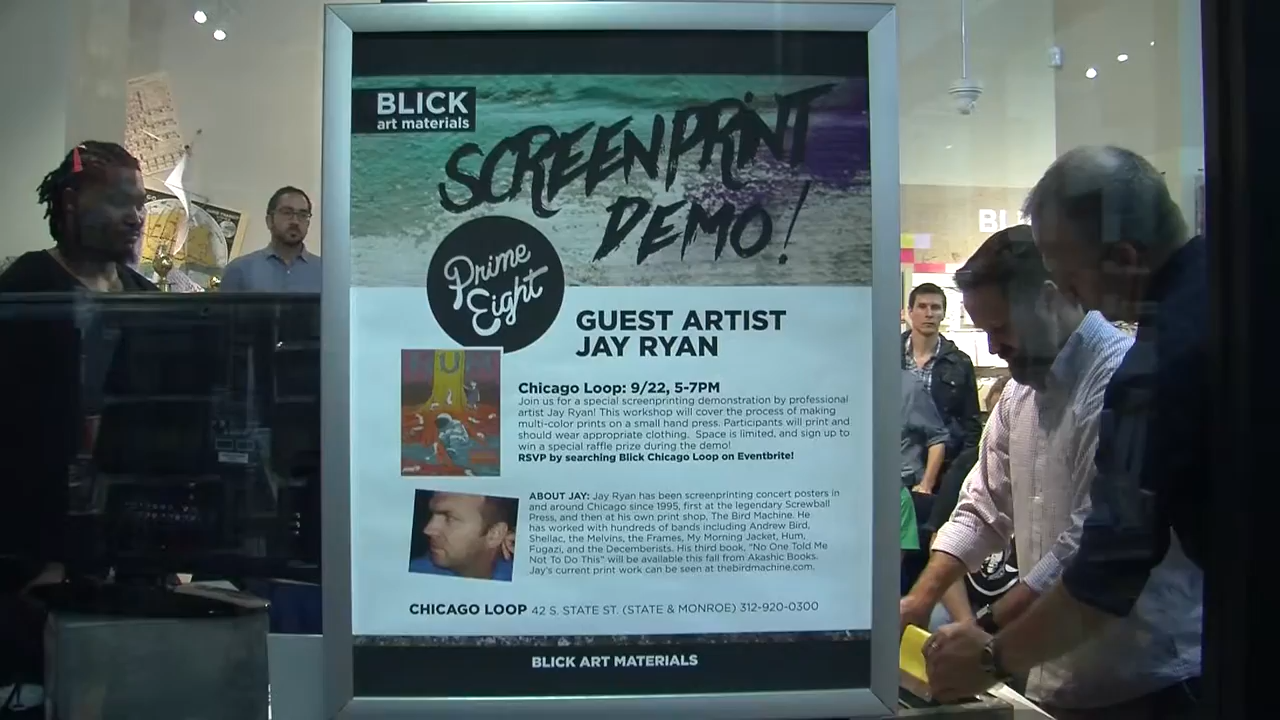 BLICK
art materials
SCREENPRINT
DEMO!
Prime
Eight
GUEST ARTIST
JAY RYAN
Chicago Loop: 9/22, 5-7PM
Join us for a special screenprinting demonstration by professional
artist Jay Ryan! This workshop will cover the process of making
multi-color prints on a small hand press. Participants will print and
should wear appropriate clothing. Space is limited, and sign up to
win a special raffle prize during the demo!
RSVP by searching Blick Chicago Loop on Eventbrite!
ABOUT JAY: Jay Ryan has been screenprinting concert posters in
and around Chicago since 1995, first at the legendary Screwball
Press, and then at his own print shop, The Bird Machine. He
has worked with hundreds of bands including Andrew Bird,
Shellac, the Melvins, the Frames, My Morning Jacket, Hum,
Fugazi, and the Decemberists. His third book, "No One Told Me
Not To Do This" will be available this fall from Akashic Books.
Jay's current print work can be seen at thebirdmachine.com.
CHICAGO LOOP 42 S. STATE ST. (STATE & MONROE) 312-920-0300
BLICK ART MATERIALS